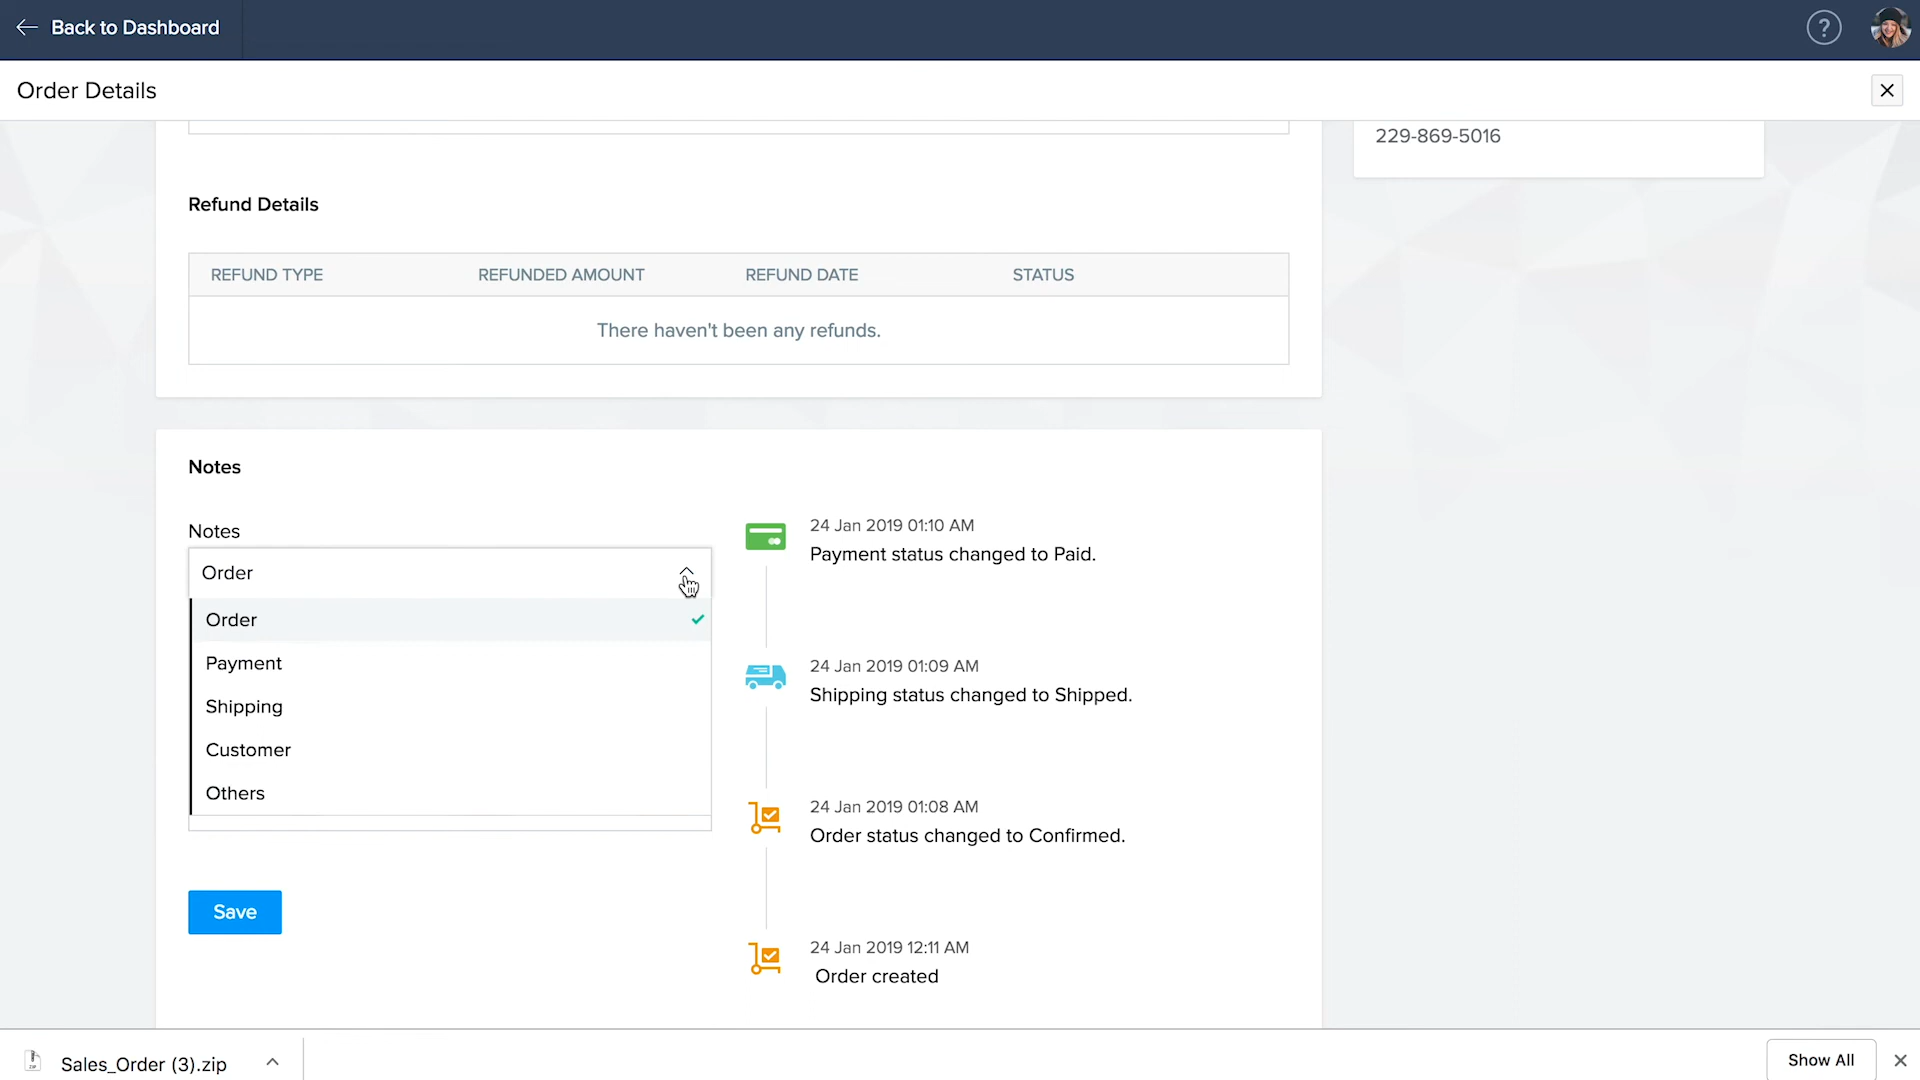 Back to Dashboard
?
Order Details
229-869-5016
Refund Details
REFUND TYPE REFUNDED AMOUNT REFUND DATE STATUS
There haven't been any refunds.
Notes
Notes
Order
Order
Payment
Shipping
Customer
Others
Save
24 Jan 2019 01:10 AM
Payment status changed to Paid.
24 Jan 2019 01:09 AM
Shipping status changed to Shipped.
24 Jan 2019 01:08 AM
Order status changed to Confirmed.
24 Jan 2019 12:11 AM
Order created
Sales_Order (3).zip
Show All